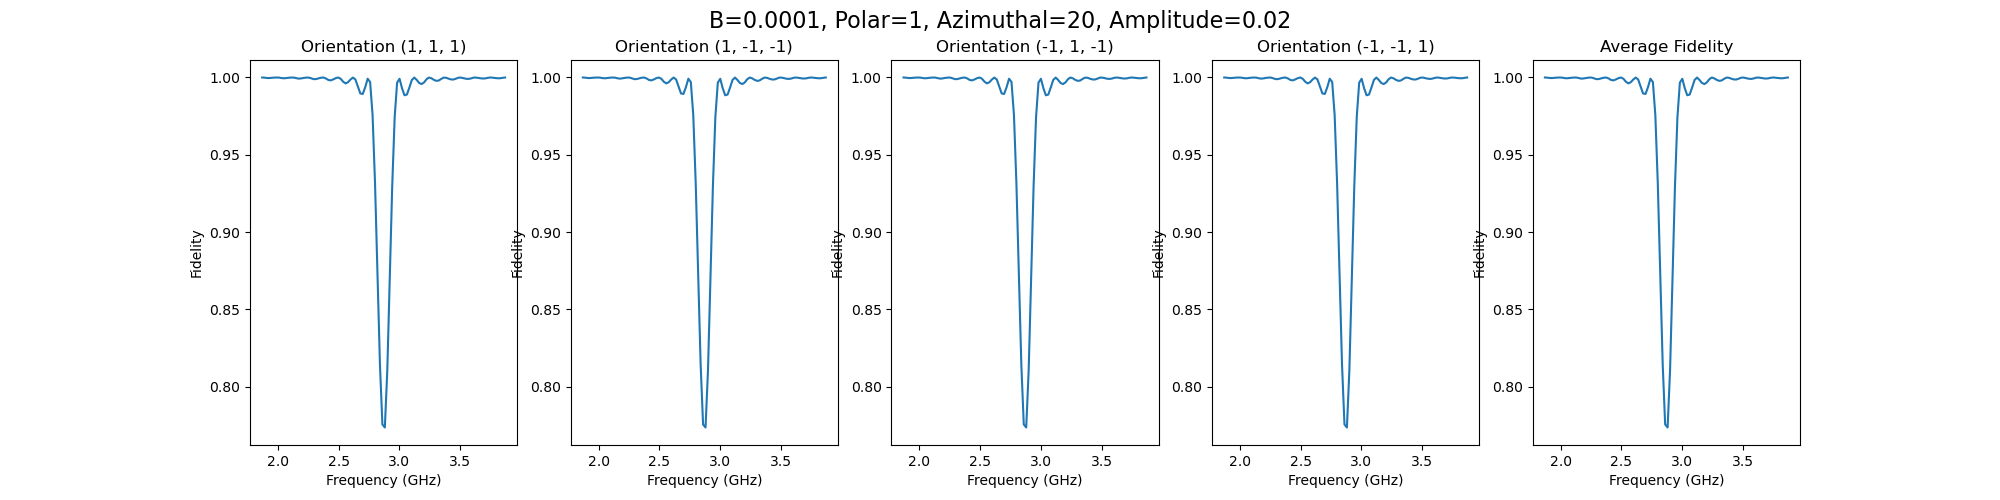 B=0.0001, Polar=1, Azimuthal=20, Amplitude=0.02
Orientation (1, 1, 1)
1.00
0.95
0.90
0.85
0.80
Fidelity
2.0 2.5 3.0 3.5
Frequency (GHz)
Orientation (1, -1, -1)
1.00
0.95
0.90
0.85
0.80
Fidelity
2.0 2.5 3.0 3.5
Frequency (GHz)
Orientation (-1, 1, -1)
1.00
0.95
0.90
0.85
0.80
Fidelity
2.0 2.5 3.0 3.5
Frequency (GHz)
Orientation (-1, -1, 1)
1.00
0.95
0.90
0.85
0.80
Fidelity
2.0 2.5 3.0 3.5
Frequency (GHz)
Average Fidelity
1.00
0.95
0.90
0.85
0.80
Fidelity
2.0 2.5 3.0 3.5
Frequency (GHz)